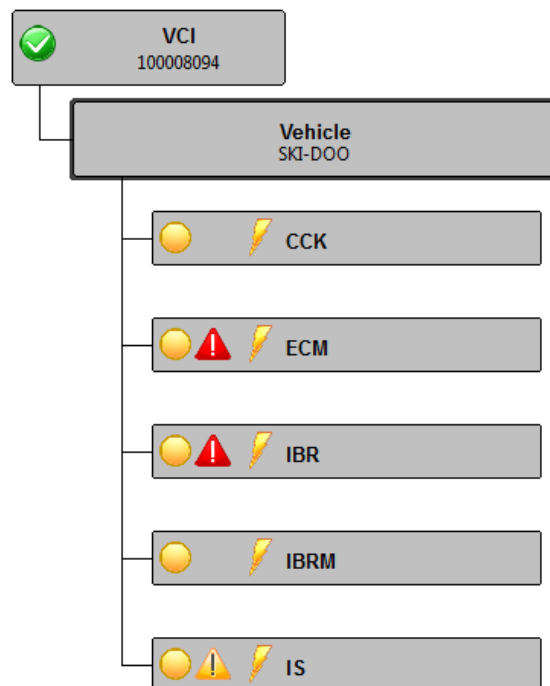 VCI
100008094
Vehicle
SKI-DOO
CCK
ECM
IBR
IBRM
IS